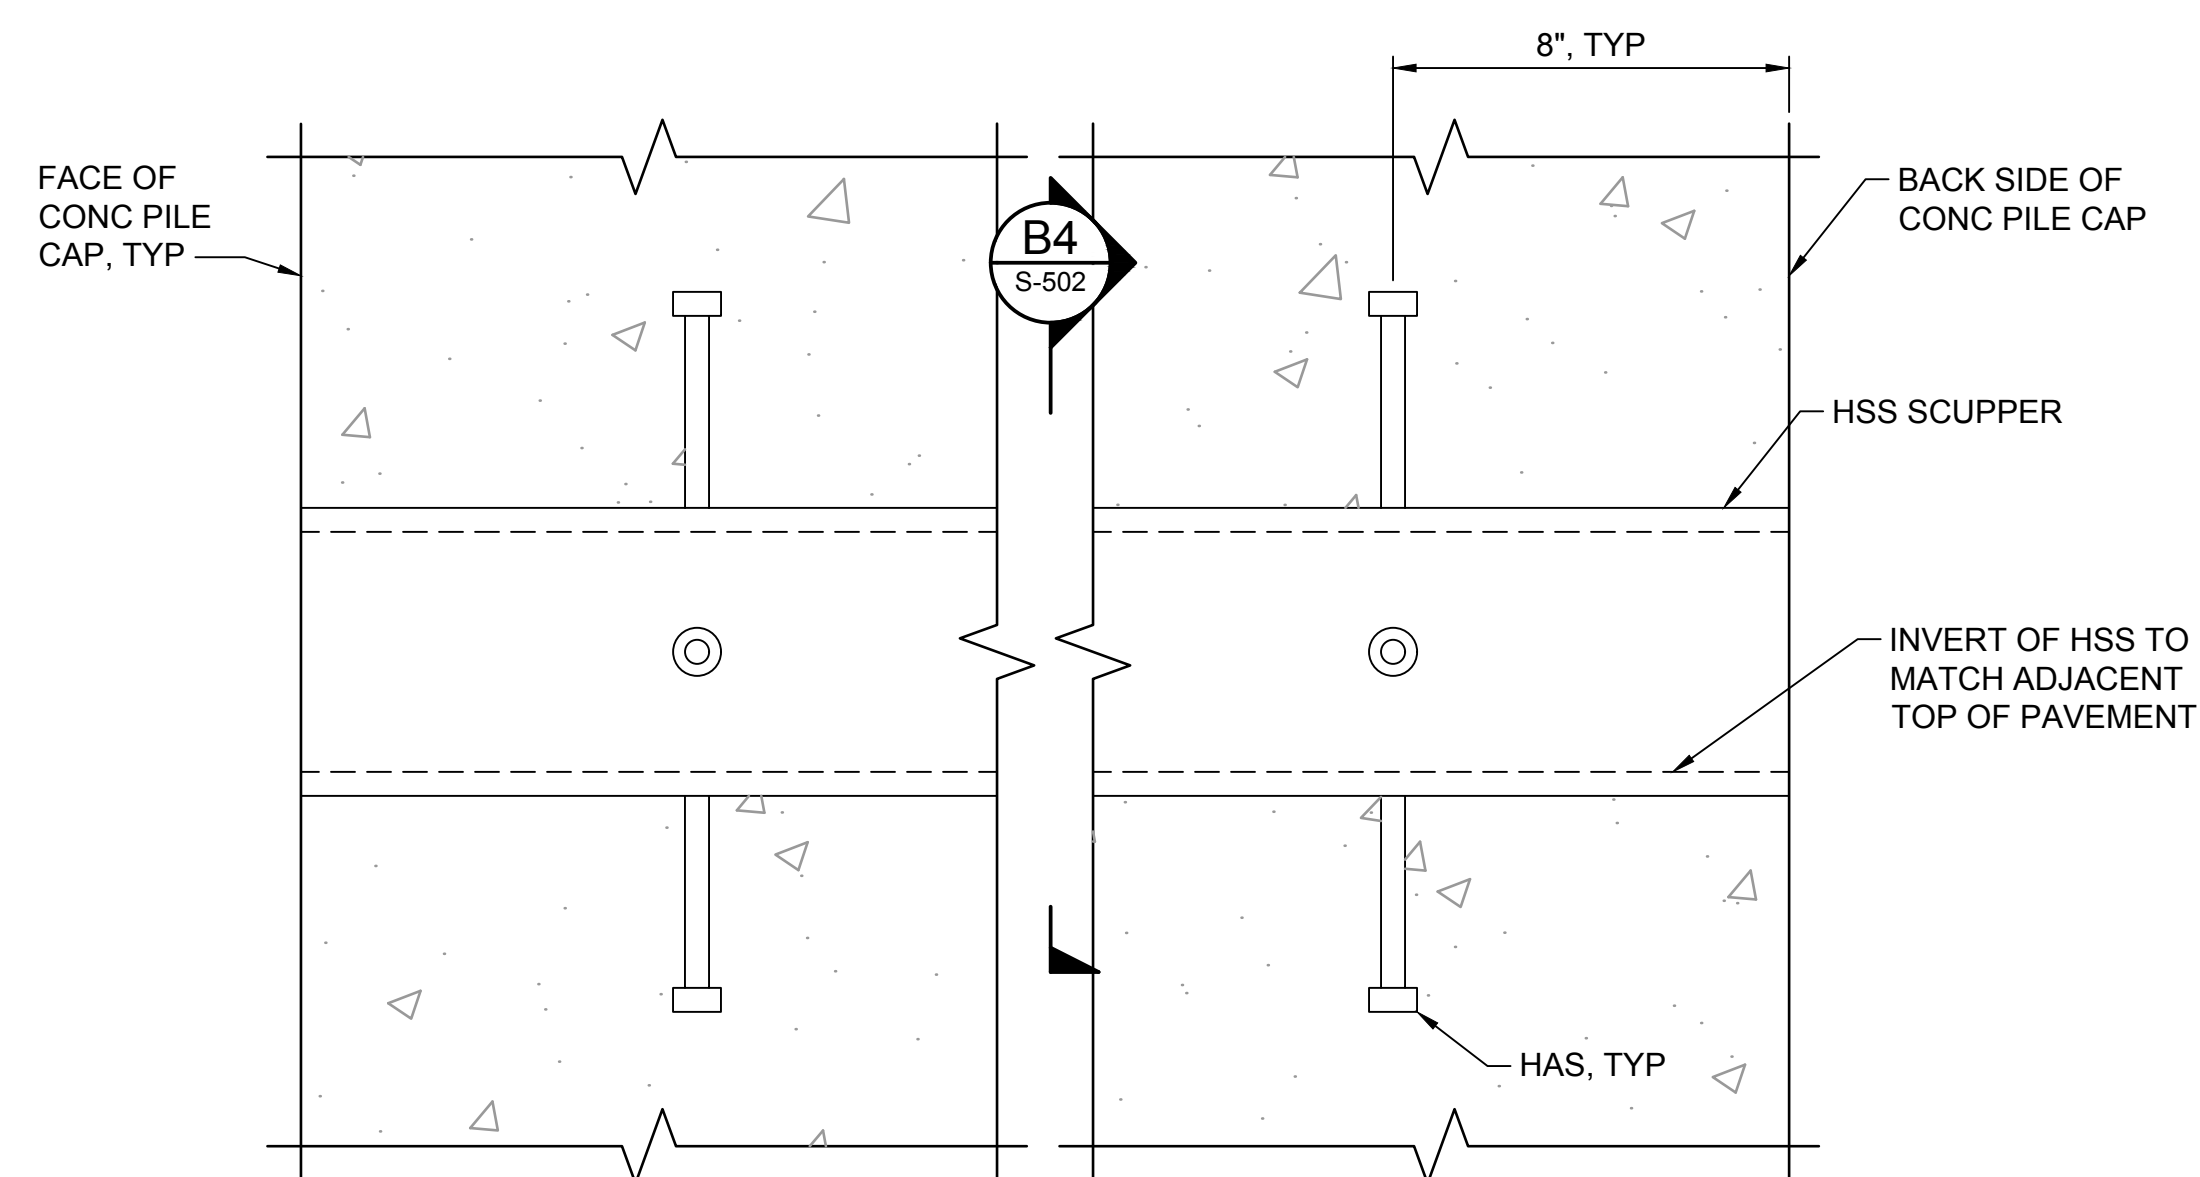 8", TYP
FACE OF
CONC PILE
CAP, TYP
B4
S-502
BACK SIDE OF
CONC PILE CAP
HSS SCUPPER
INVERT OF HSS TO
MATCH ADJACENT
TOP OF PAVEMENT
HAS, TYP